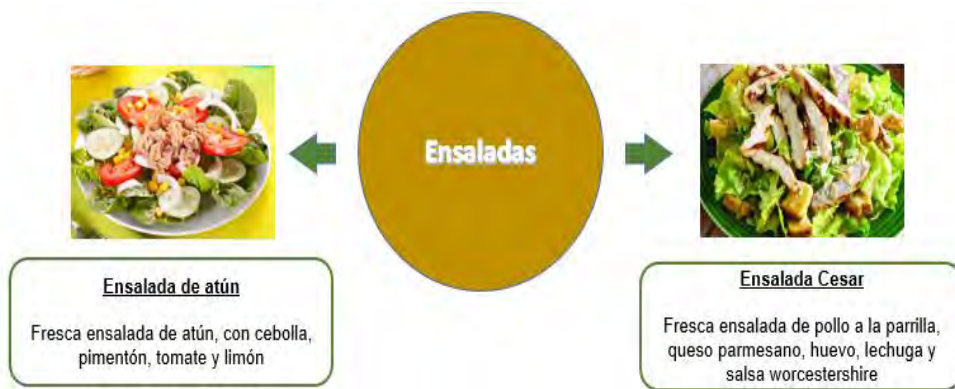 Ensaladas
Ensalada de atún
Fresca ensalada de atún, con cebolla,
pimentón, tomate y limón
Ensalada Cesar
Fresca ensalada de pollo a la parrilla,
queso parmesano, huevo, lechuga y
salsa worcestershire